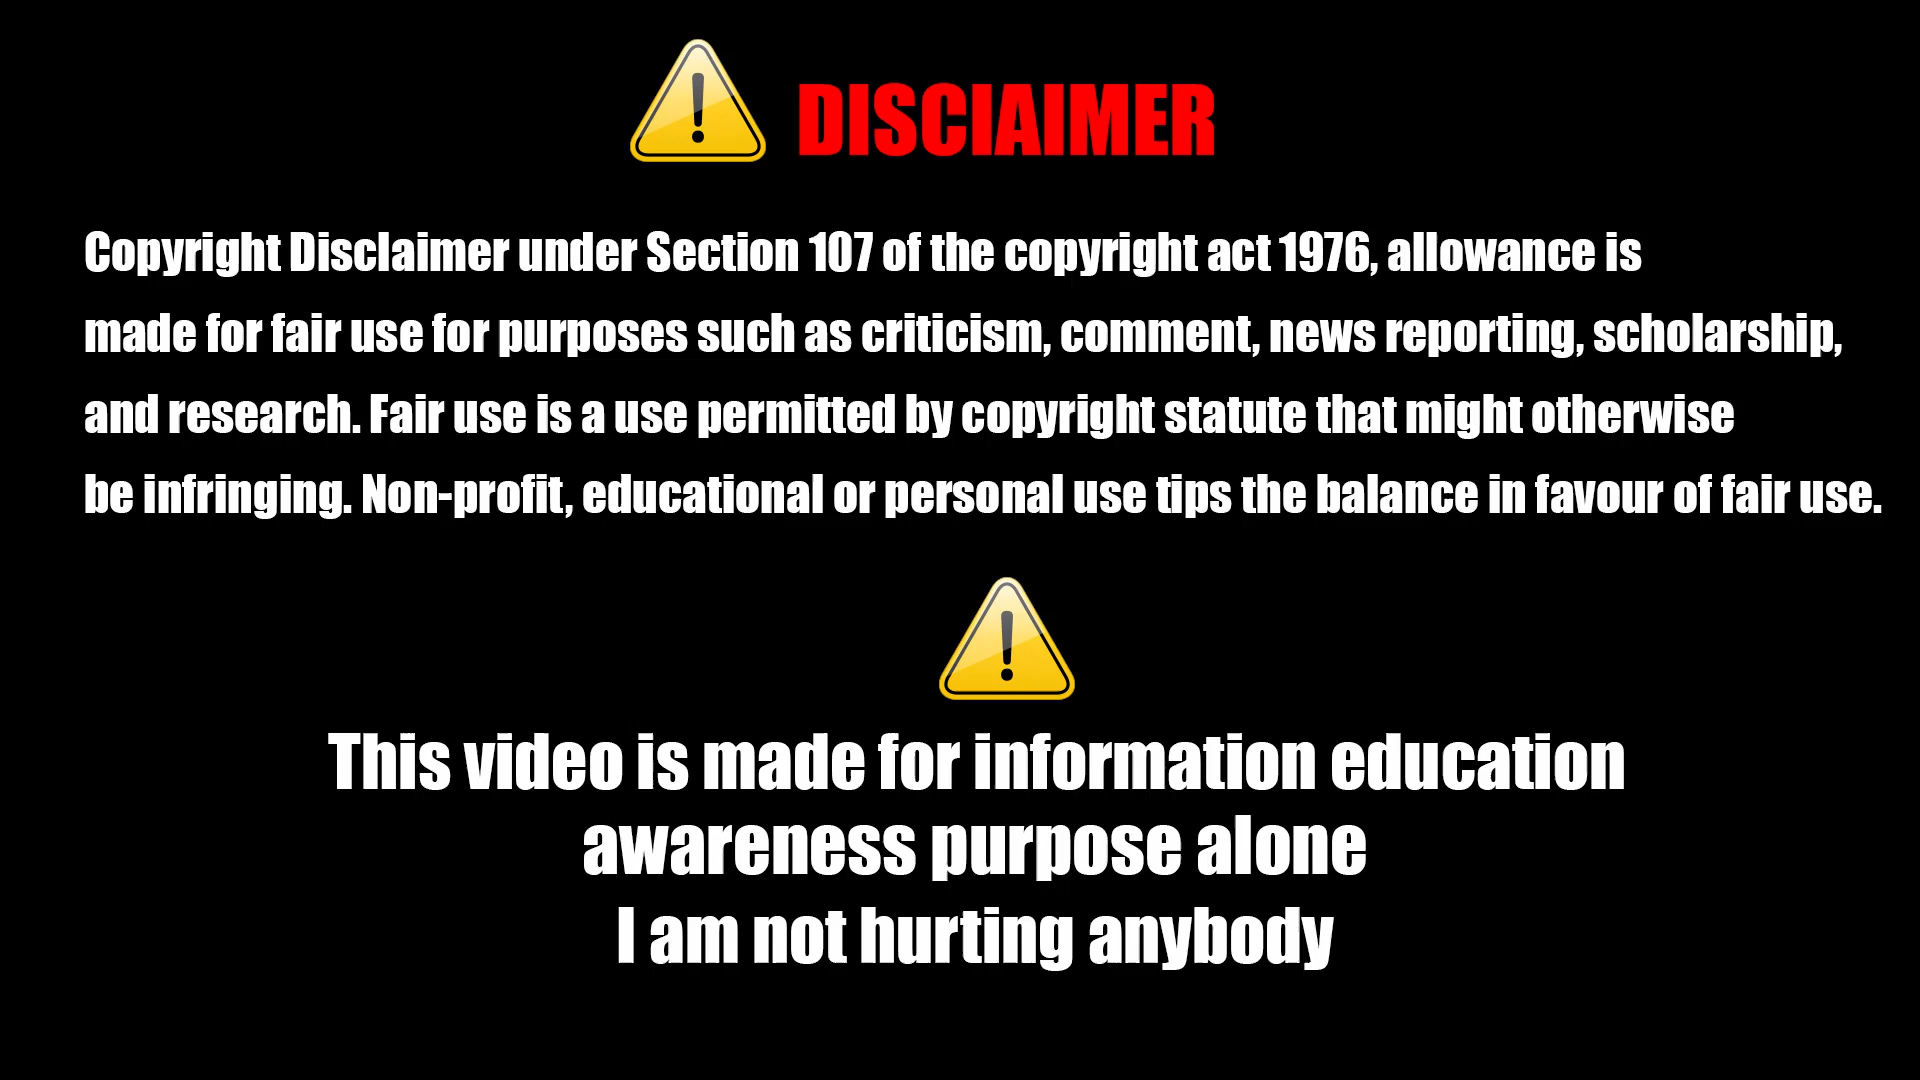 DISCIAIMER
Copyright Disclaimer under Section 107 of the copyright act 1976, allowance is
made for fair use for purposes such as criticism, comment, news reporting, scholarship,
and research. Fair use is a use permitted by copyright statute that might otherwise
be infringing. Non-profit, educational or personal use tips the balance in favour of fair use.
This video is made for information education
awareness purpose alone
I am not hurting anybody